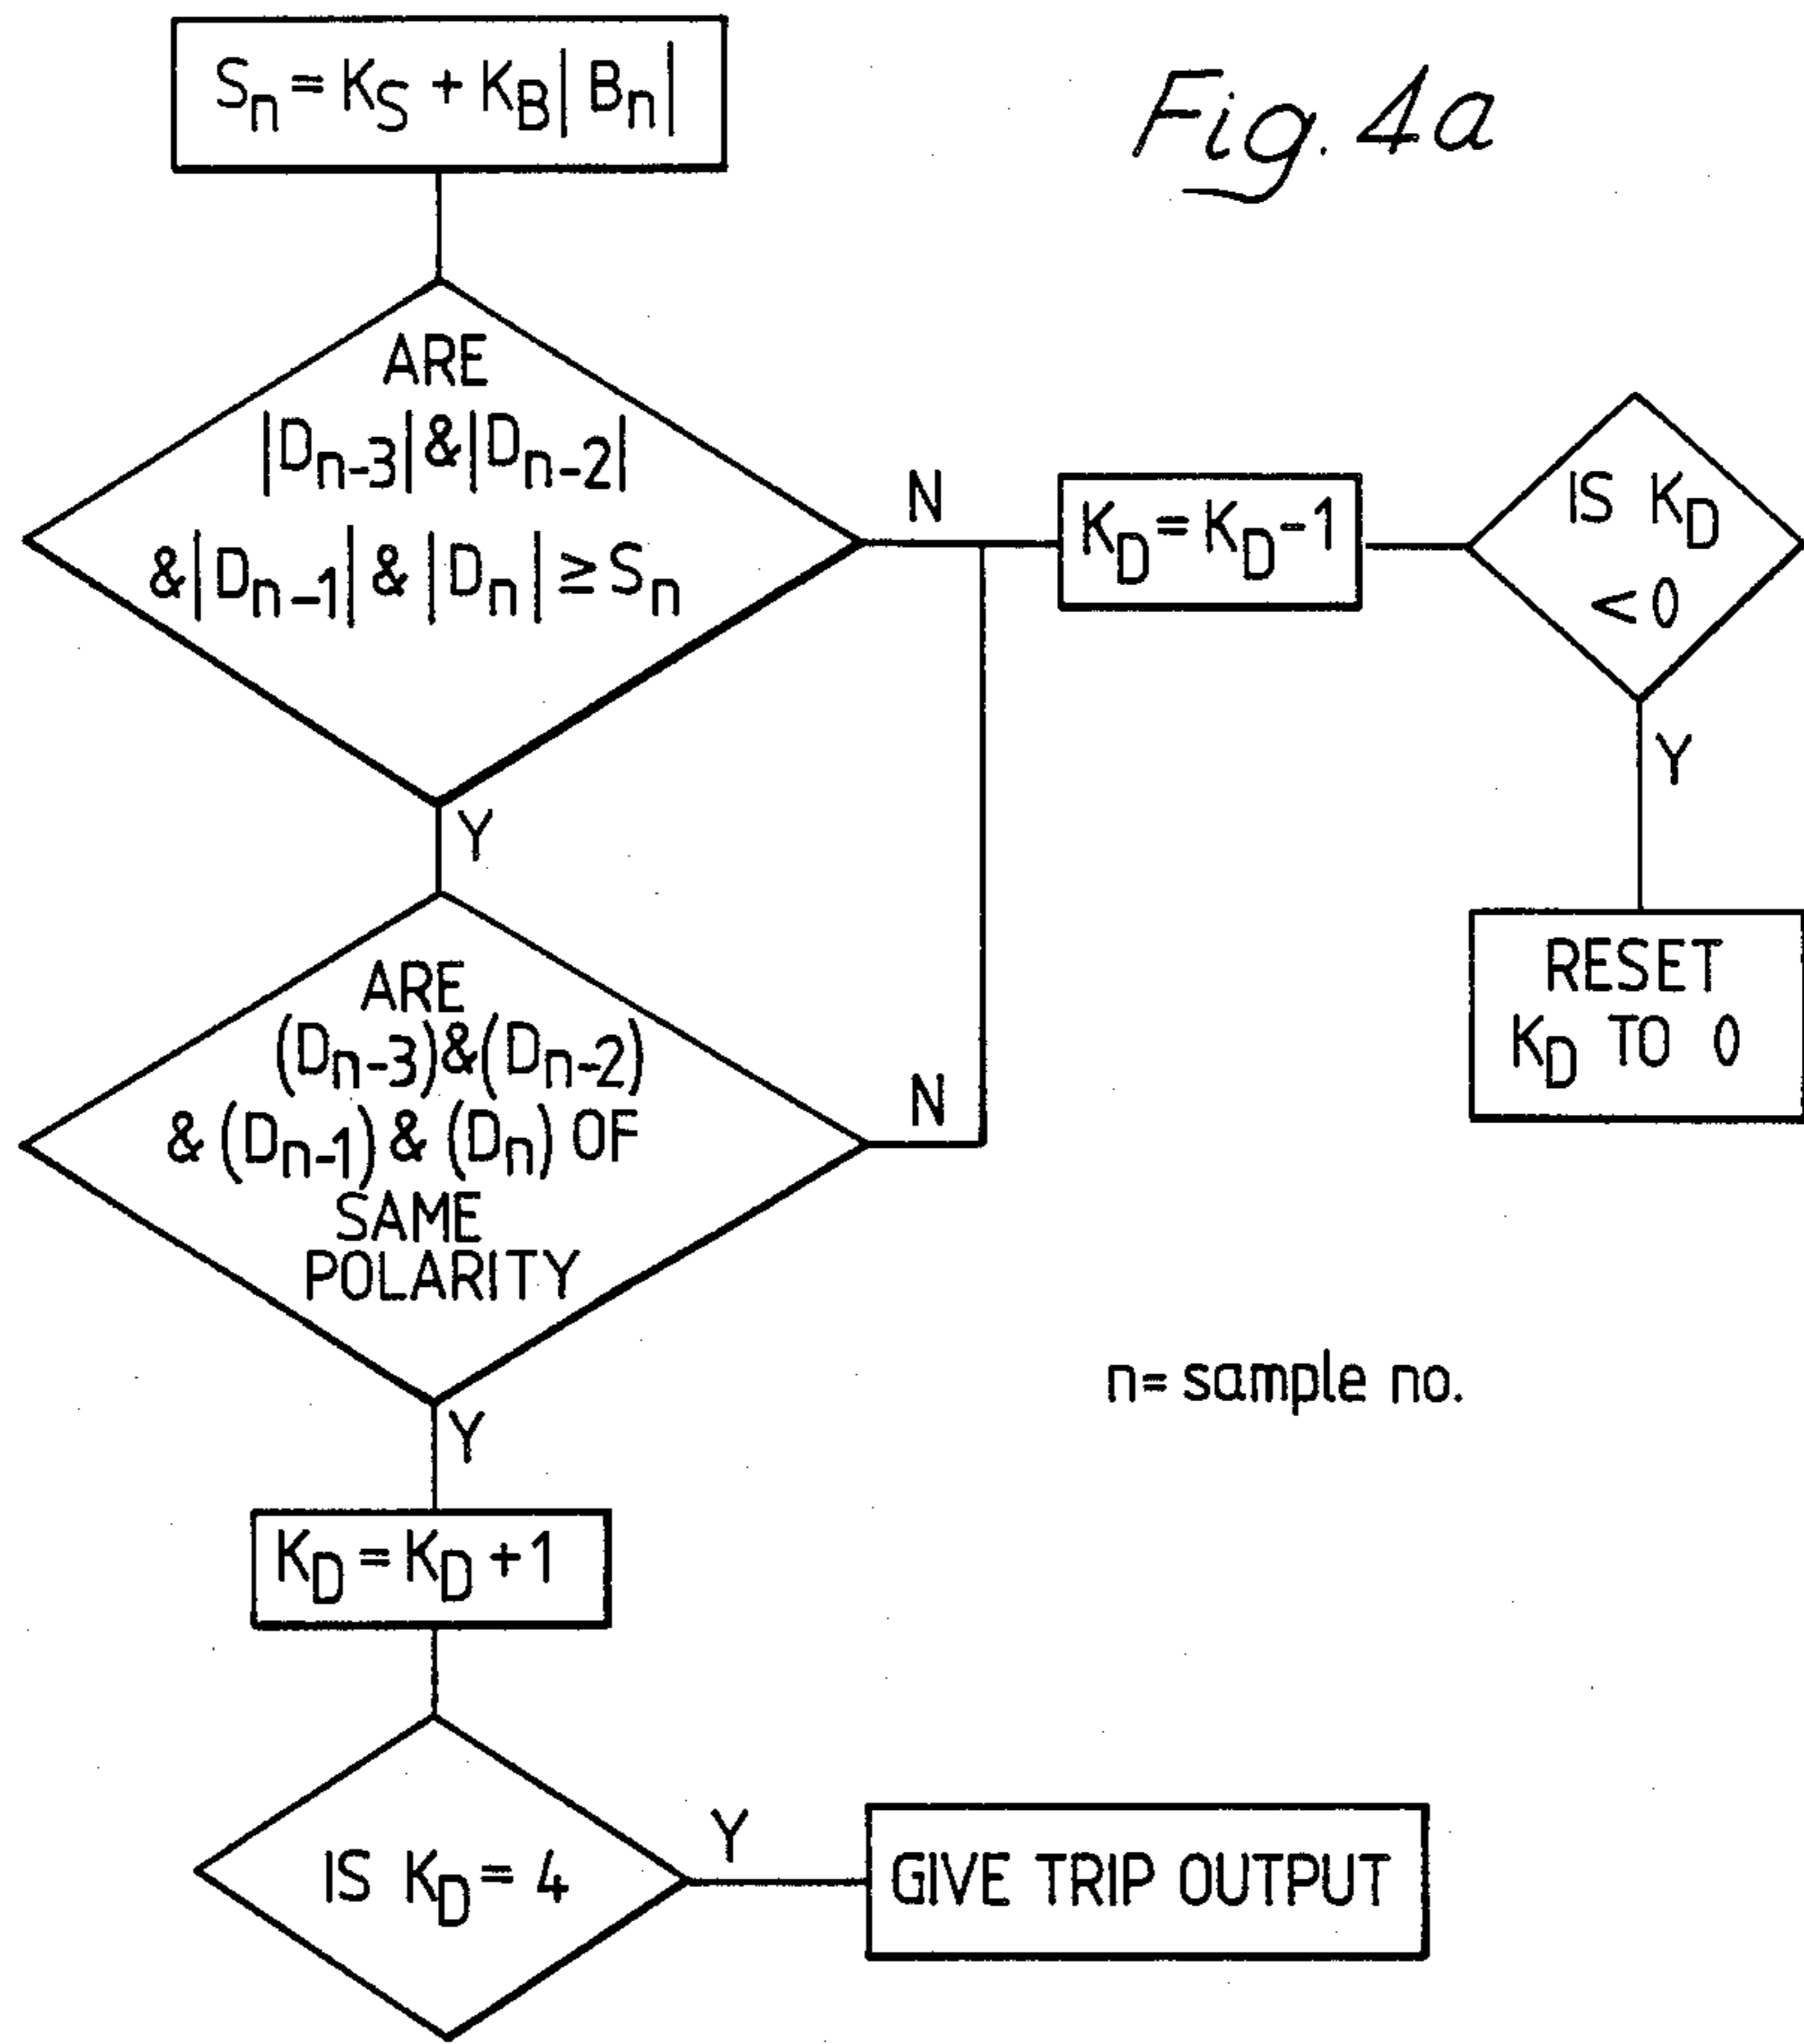 Fig. 4a
Sn = KS + KB|Bn|
ARE
|Dn-3| & |Dn-2|
& |Dn-1| & |Dn| ≥ Sn
N
KD = KD-1
IS KD
< 0
Y
RESET
KD TO 0
Y
ARE
(Dn-3) & (Dn-2)
& (Dn-1) & (Dn) OF
SAME
POLARITY
N
n= sample no.
Y
KD = KD + 1
IS KD = 4
Y
GIVE TRIP OUTPUT